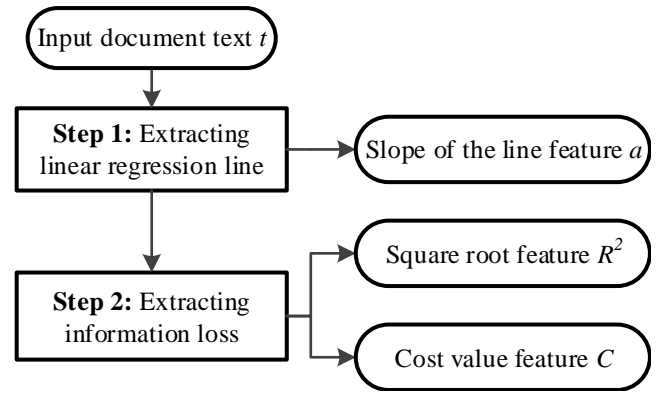 Input document text t
Step 1: Extracting
linear regression line
Slope of the line feature a
Square root feature R²
Step 2: Extracting
information loss
Cost value feature C